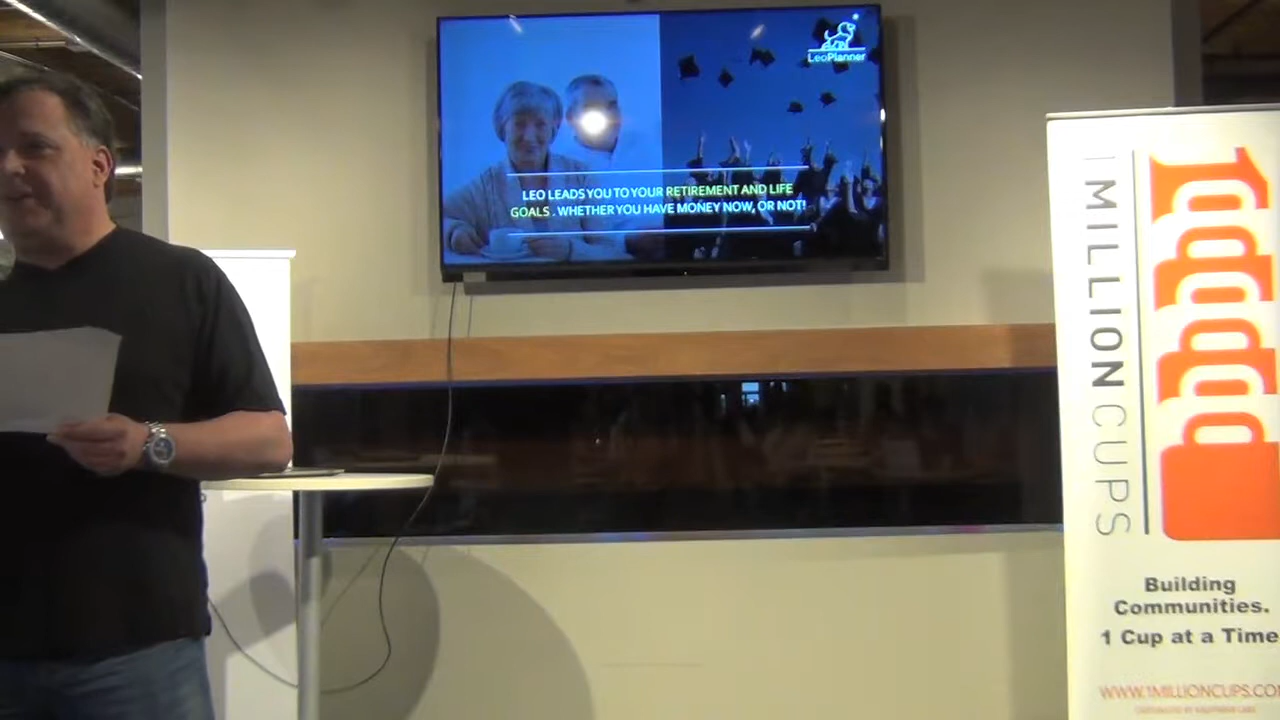 LeoPlanner
LEO LEADS YOU TO YOUR RETIREMENT AND LIFE
GOALS . WHETHER YOU HAVE MONEY NOW, OR NOT!
1 MILLION CUPS
Building
Communities.
1 Cup at a Time
WWW.1MILLIONCUPS.CO